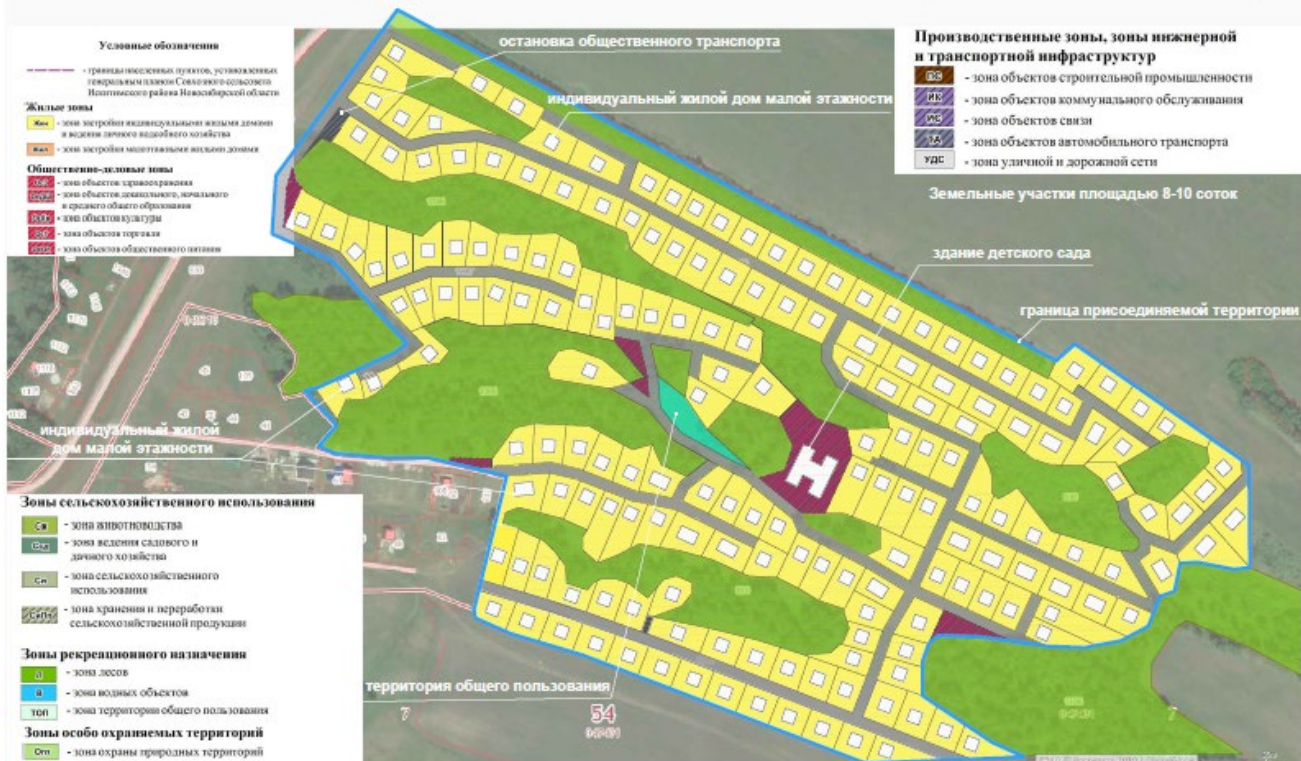 Условные обозначения
- границы населенных пунктов, установленных
генеральным планом Совхозного сельсовета
Искитимского района Новосибирской области
Жилые зоны
- зона застройки индивидуальными жилыми домами
и ведения личного подсобного хозяйства
- зона застройки малоэтажными жилыми домами
Общественно-деловые зоны
- зона объектов здравоохранения
- зона объектов дошкольного, начального
и среднего общего образования
- зона объектов культуры
- зона объектов торговли
- зона объектов общественного питания
остановка общественного транспорта
индивидуальный жилой дом малой этажности
Производственные зоны, зоны инжнерной
и транспортной инфраструктур
ПС - зона объектов строительной промышленности
ИК - зона объектов коммунального обслуживания
ИС - зона объектов связи
ТА - зона объектов автомобильного транспорта
УДС - зона уличной и дорожной сети
Земельные участки площадью 8-10 соток
здание детского сада
граница присоединяемой территории
индивидуальный жилой
дом малой этажности
Зоны сельскохозяйственного использования
Сж - зона животноводства
- зона ведения садового и
дачного хозяйства
Си - зона сельскохозяйственного
использования
- зона хранения и переработки
сельскохозяйственной продукции
Зоны рекреационного назначения
Л - зона лесов
В - зона водных объектов
ТОП - зона территории общего пользования
Зоны особо охраняемых территорий
Опт - зона охраны природных территорий
территория общего пользования
7
54
7